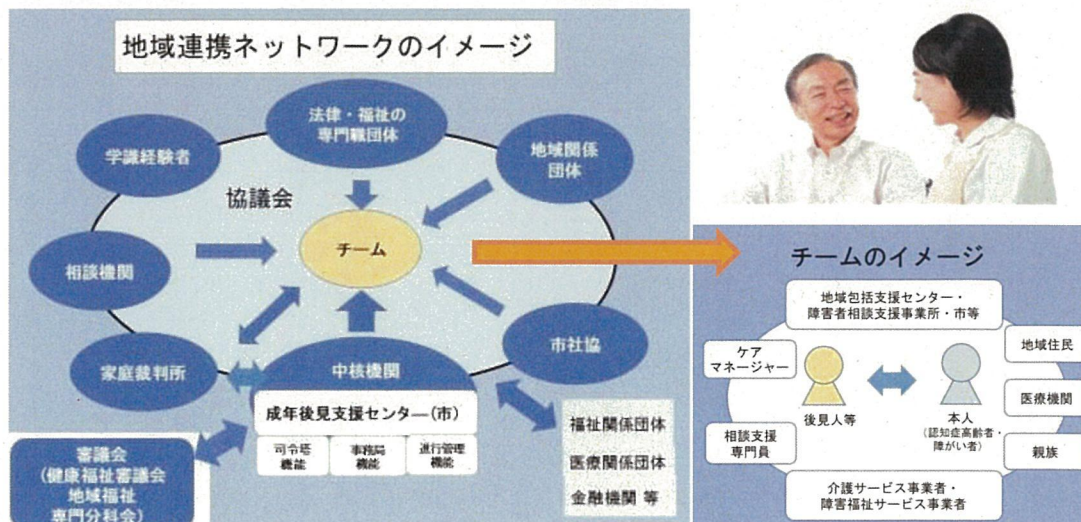 地域連携ネットワークのイメージ
法律・福祉の
専門職団体
学識経験者
地域関係
団体
協議会
チーム
相談機関
市社協
家庭裁判所
中核機関
成年後見支援センター(市)
司令塔
機能
事務局
機能
進行管理
機能
審議会
(健康福祉審議会
地域福祉
専門分科会)
福祉関係団体
医療関係団体
金融機関 等
チームのイメージ
地域包括支援センター・
障害者相談支援事業所・市等
ケア
マネージャー
地域住民
後見人等
本人
(認知症高齢者・
障がい者)
医療機関
相談支援
専門員
親族
介護サービス事業者・
障害福祉サービス事業者